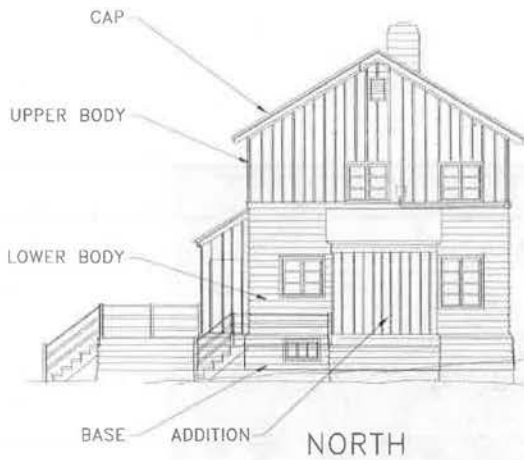 CAP
UPPER BODY
LOWER BODY
BASE
ADDITION
NORTH